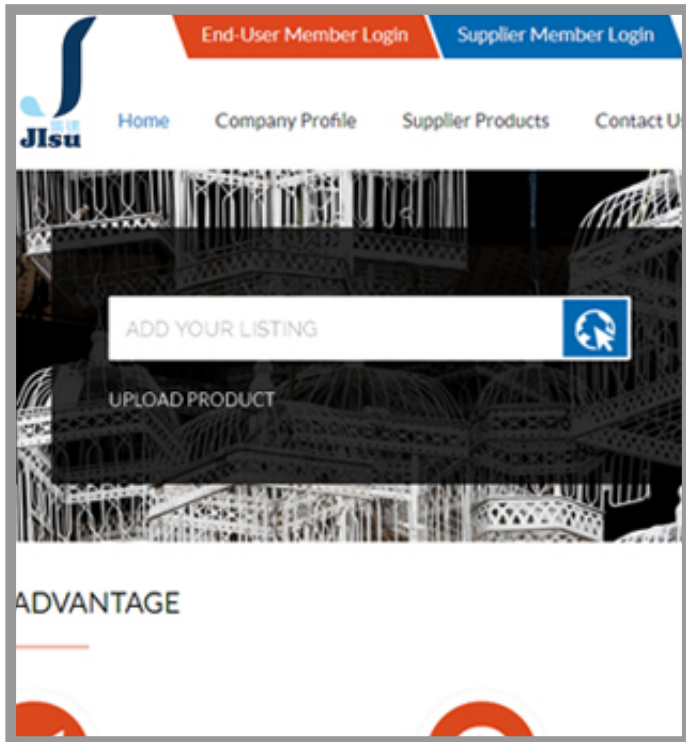 End-User Member Login
Supplier Member Login
JIsu
Home
Company Profile
Supplier Products
Contact U
ADD YOUR LISTING
UPLOAD PRODUCT
ADVANTAGE